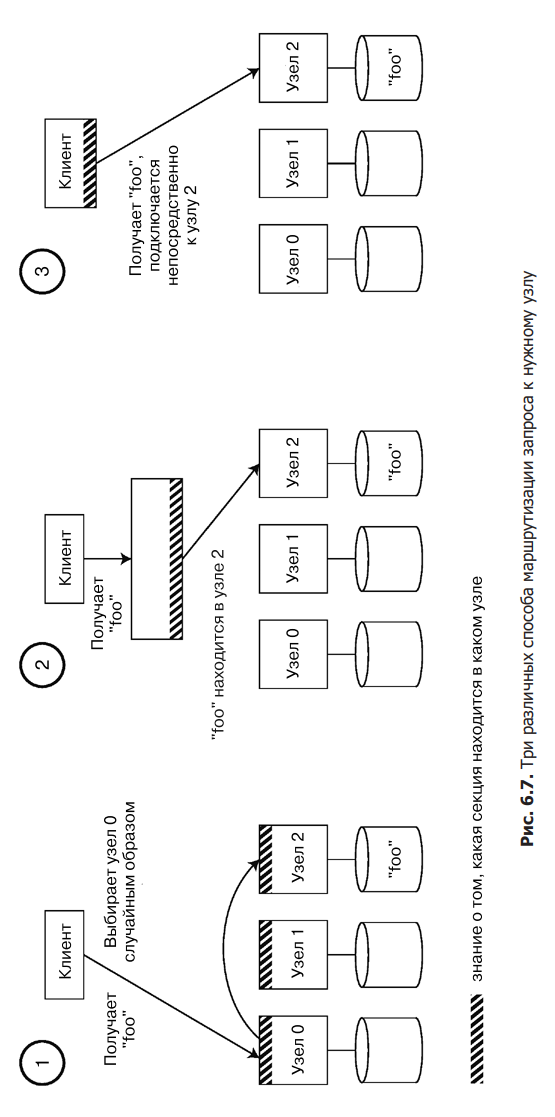 1
Клиент
Получает
"foo"
Выбирает узел 0
случайным образом
Узел 0
Узел 1
Узел 2
"foo"
2
Клиент
Получает
"foo"
"foo" находится в узле 2
Узел 0
Узел 1
Узел 2
"foo"
3
Клиент
Получает "foo",
подключается
непосредственно
к узлу 2
Узел 0
Узел 1
Узел 2
"foo"
знание о том, какая секция находится в каком узле
Рис. 6.7. Три различных способа маршрутизации запроса к нужному узлу